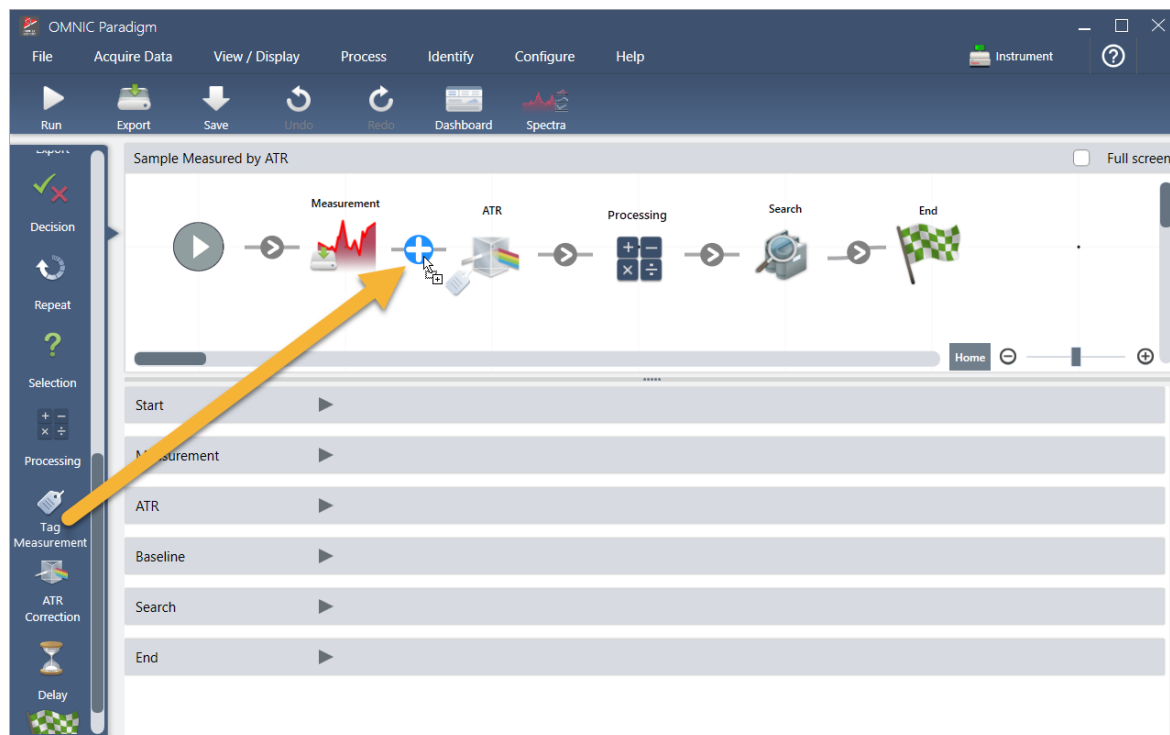 OMNIC Paradigm
File Acquire Data View / Display Process Identify Configure Help Instrument
Run Export Save Undo Redo Dashboard Spectra
Export
Decision
Repeat
Selection
Processing
Tag
Measurement
ATR
Correction
Delay
Sample Measured by ATR Full screen
Measurement ATR Processing Search End
Home
Start
Measurement
ATR
Baseline
Search
End